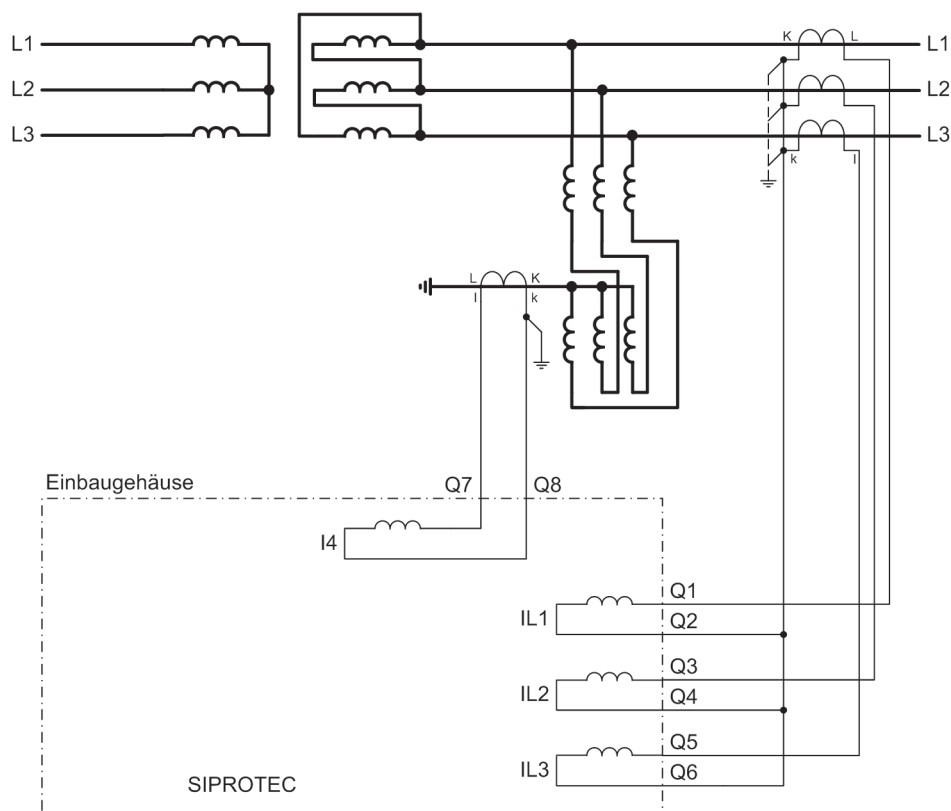 L1
L2
L3
K
L
L1
L2
L3
k
l
L
K
l
k
Einbaugehäuse
Q7
Q8
I4
Q1
IL1
Q2
Q3
IL2
Q4
Q5
IL3
Q6
SIPROTEC